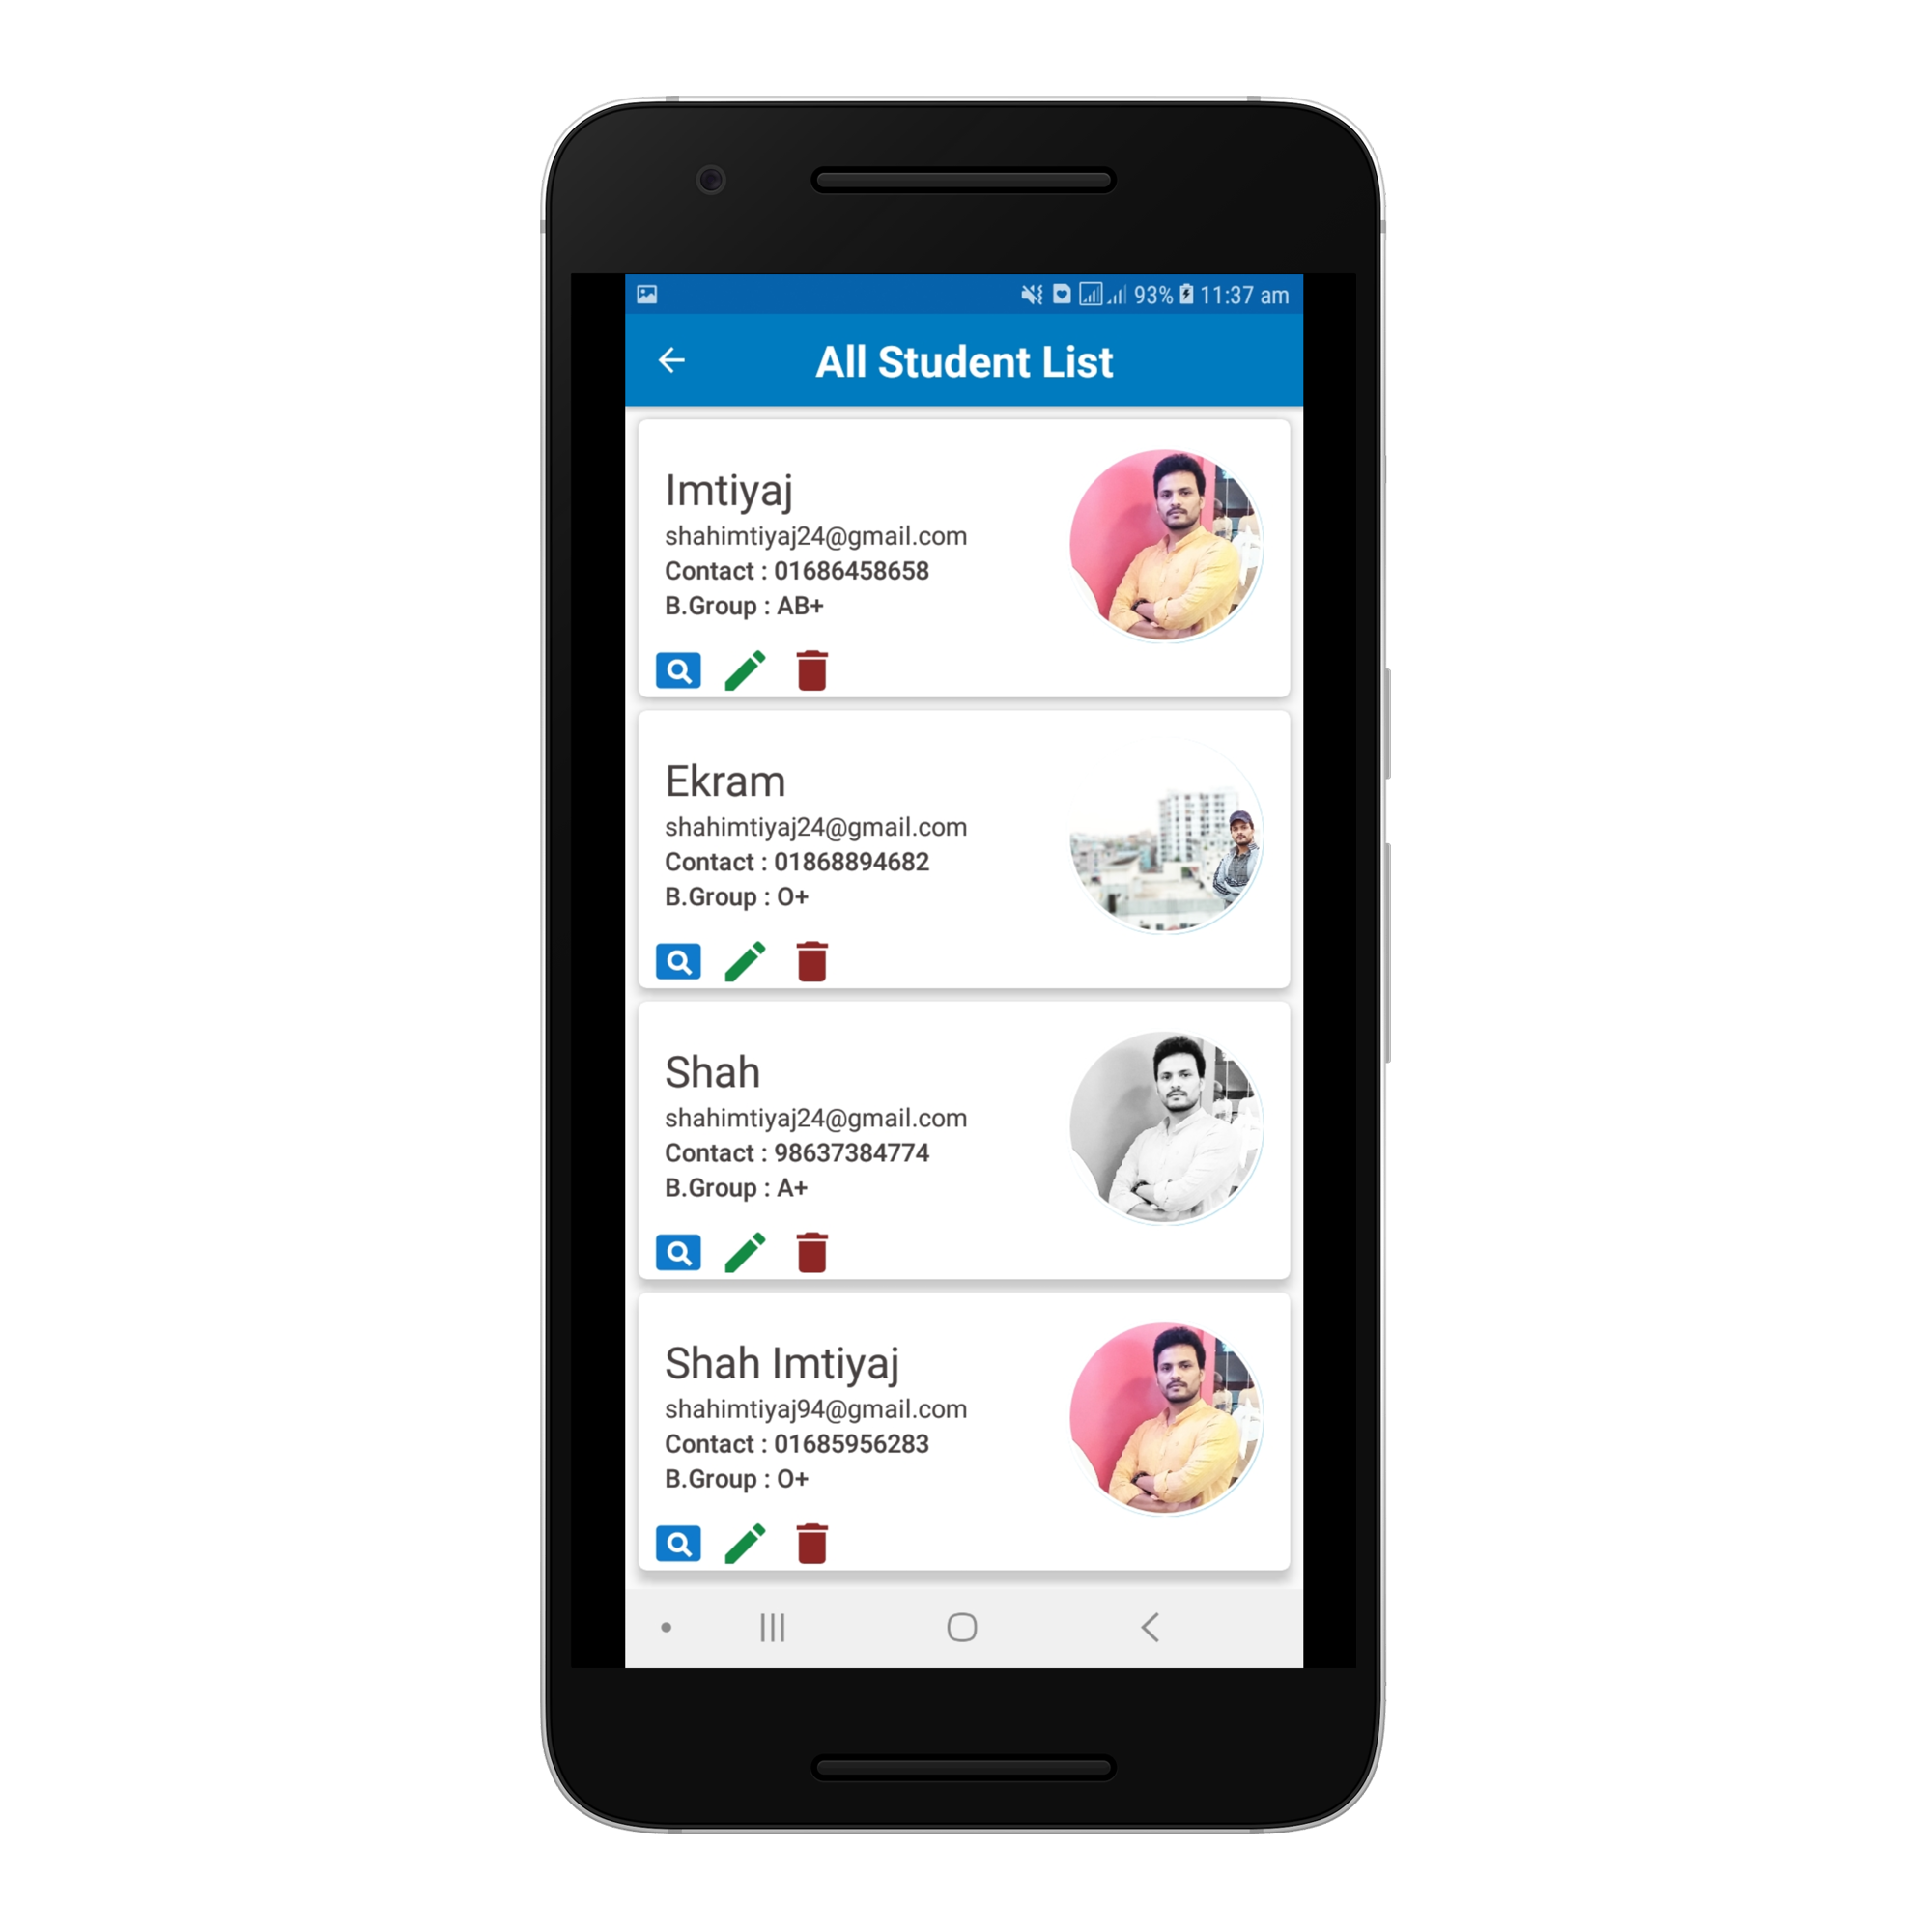 93% 11:37 am
All Student List
Imtiyaj
shahimtiyaj24@gmail.com
Contact : 01686458658
B.Group : AB+
Ekram
shahimtiyaj24@gmail.com
Contact : 01868894682
B.Group : O+
Shah
shahimtiyaj24@gmail.com
Contact : 98637384774
B.Group : A+
Shah Imtiyaj
shahimtiyaj94@gmail.com
Contact : 01685956283
B.Group : O+